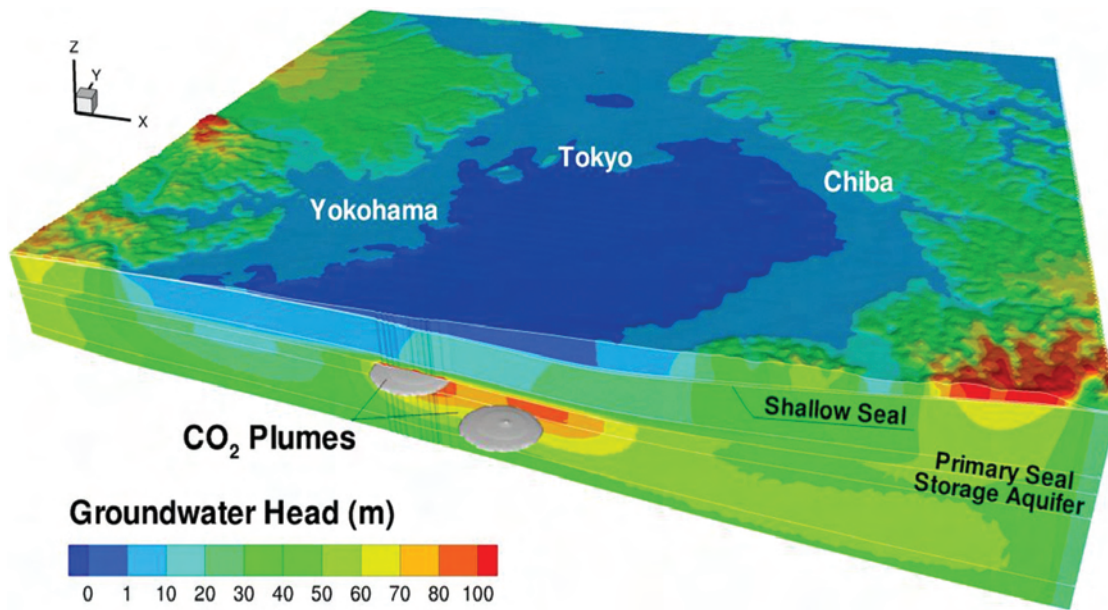 Z
Y
X
Tokyo
Chiba
Yokohama
Shallow Seal
CO₂ Plumes
Primary Seal
Storage Aquifer
Groundwater Head (m)
0 1 10 20 30 40 50 60 70 80 100